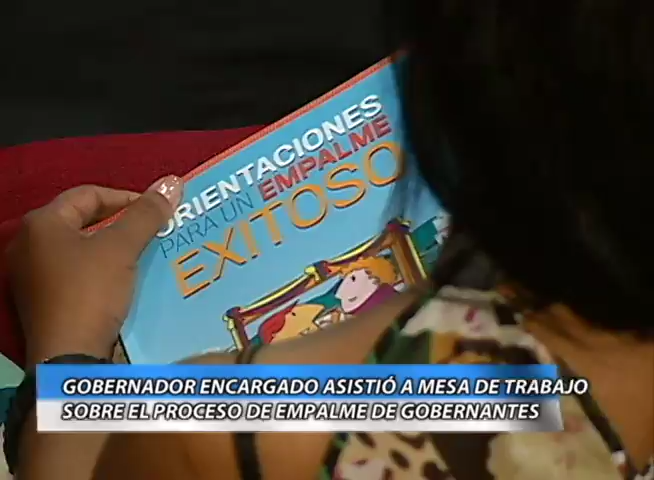 ORIENTACIONES
PARA UN EMPALME
EXITOSO
GOBERNADOR ENCARGADO ASISTIÓ A MESA DE TRABAJO
SOBRE EL PROCESO DE EMPALME DE GOBERNANTES